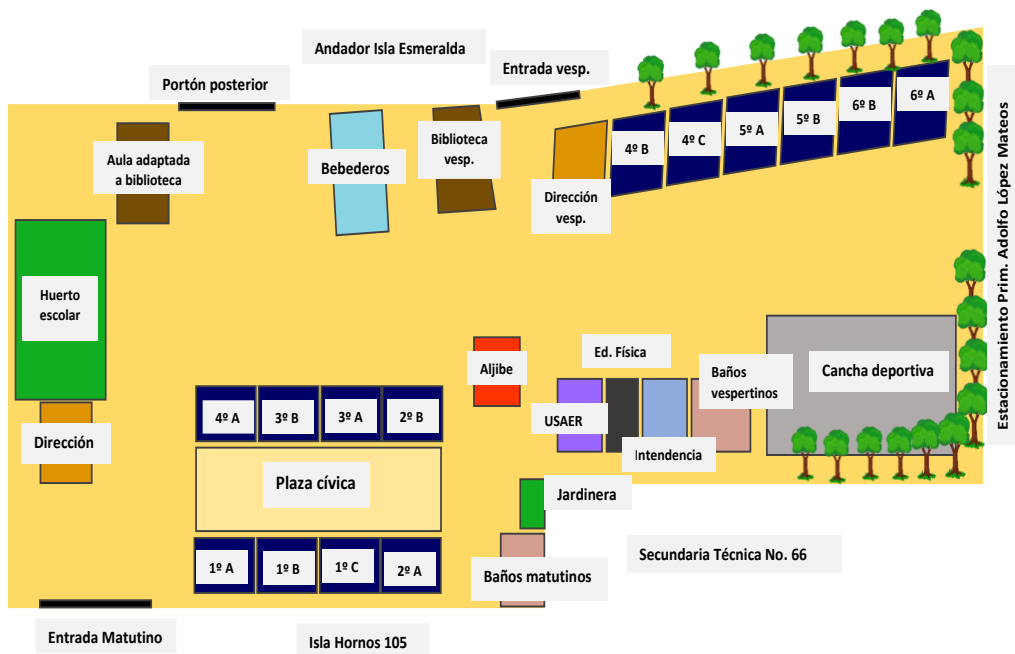 Andador Isla Esmeralda
Portón posterior
Entrada vesp.
Aula adaptada
a biblioteca
Bebederos
Biblioteca
vesp.
Dirección
vesp.
4º B
4º C
5º A
5º B
6º B
6º A
Estacionamiento Prim. Adolfo López Mateos
Huerto
escolar
Dirección
Aljibe
Ed. Física
USAER
Intendencia
Baños
vespertinos
Cancha deportiva
4º A
3º B
3º A
2º B
Plaza cívica
1º A
1º B
1º C
2º A
Jardinera
Baños matutinos
Secundaria Técnica No. 66
Entrada Matutino
Isla Hornos 105